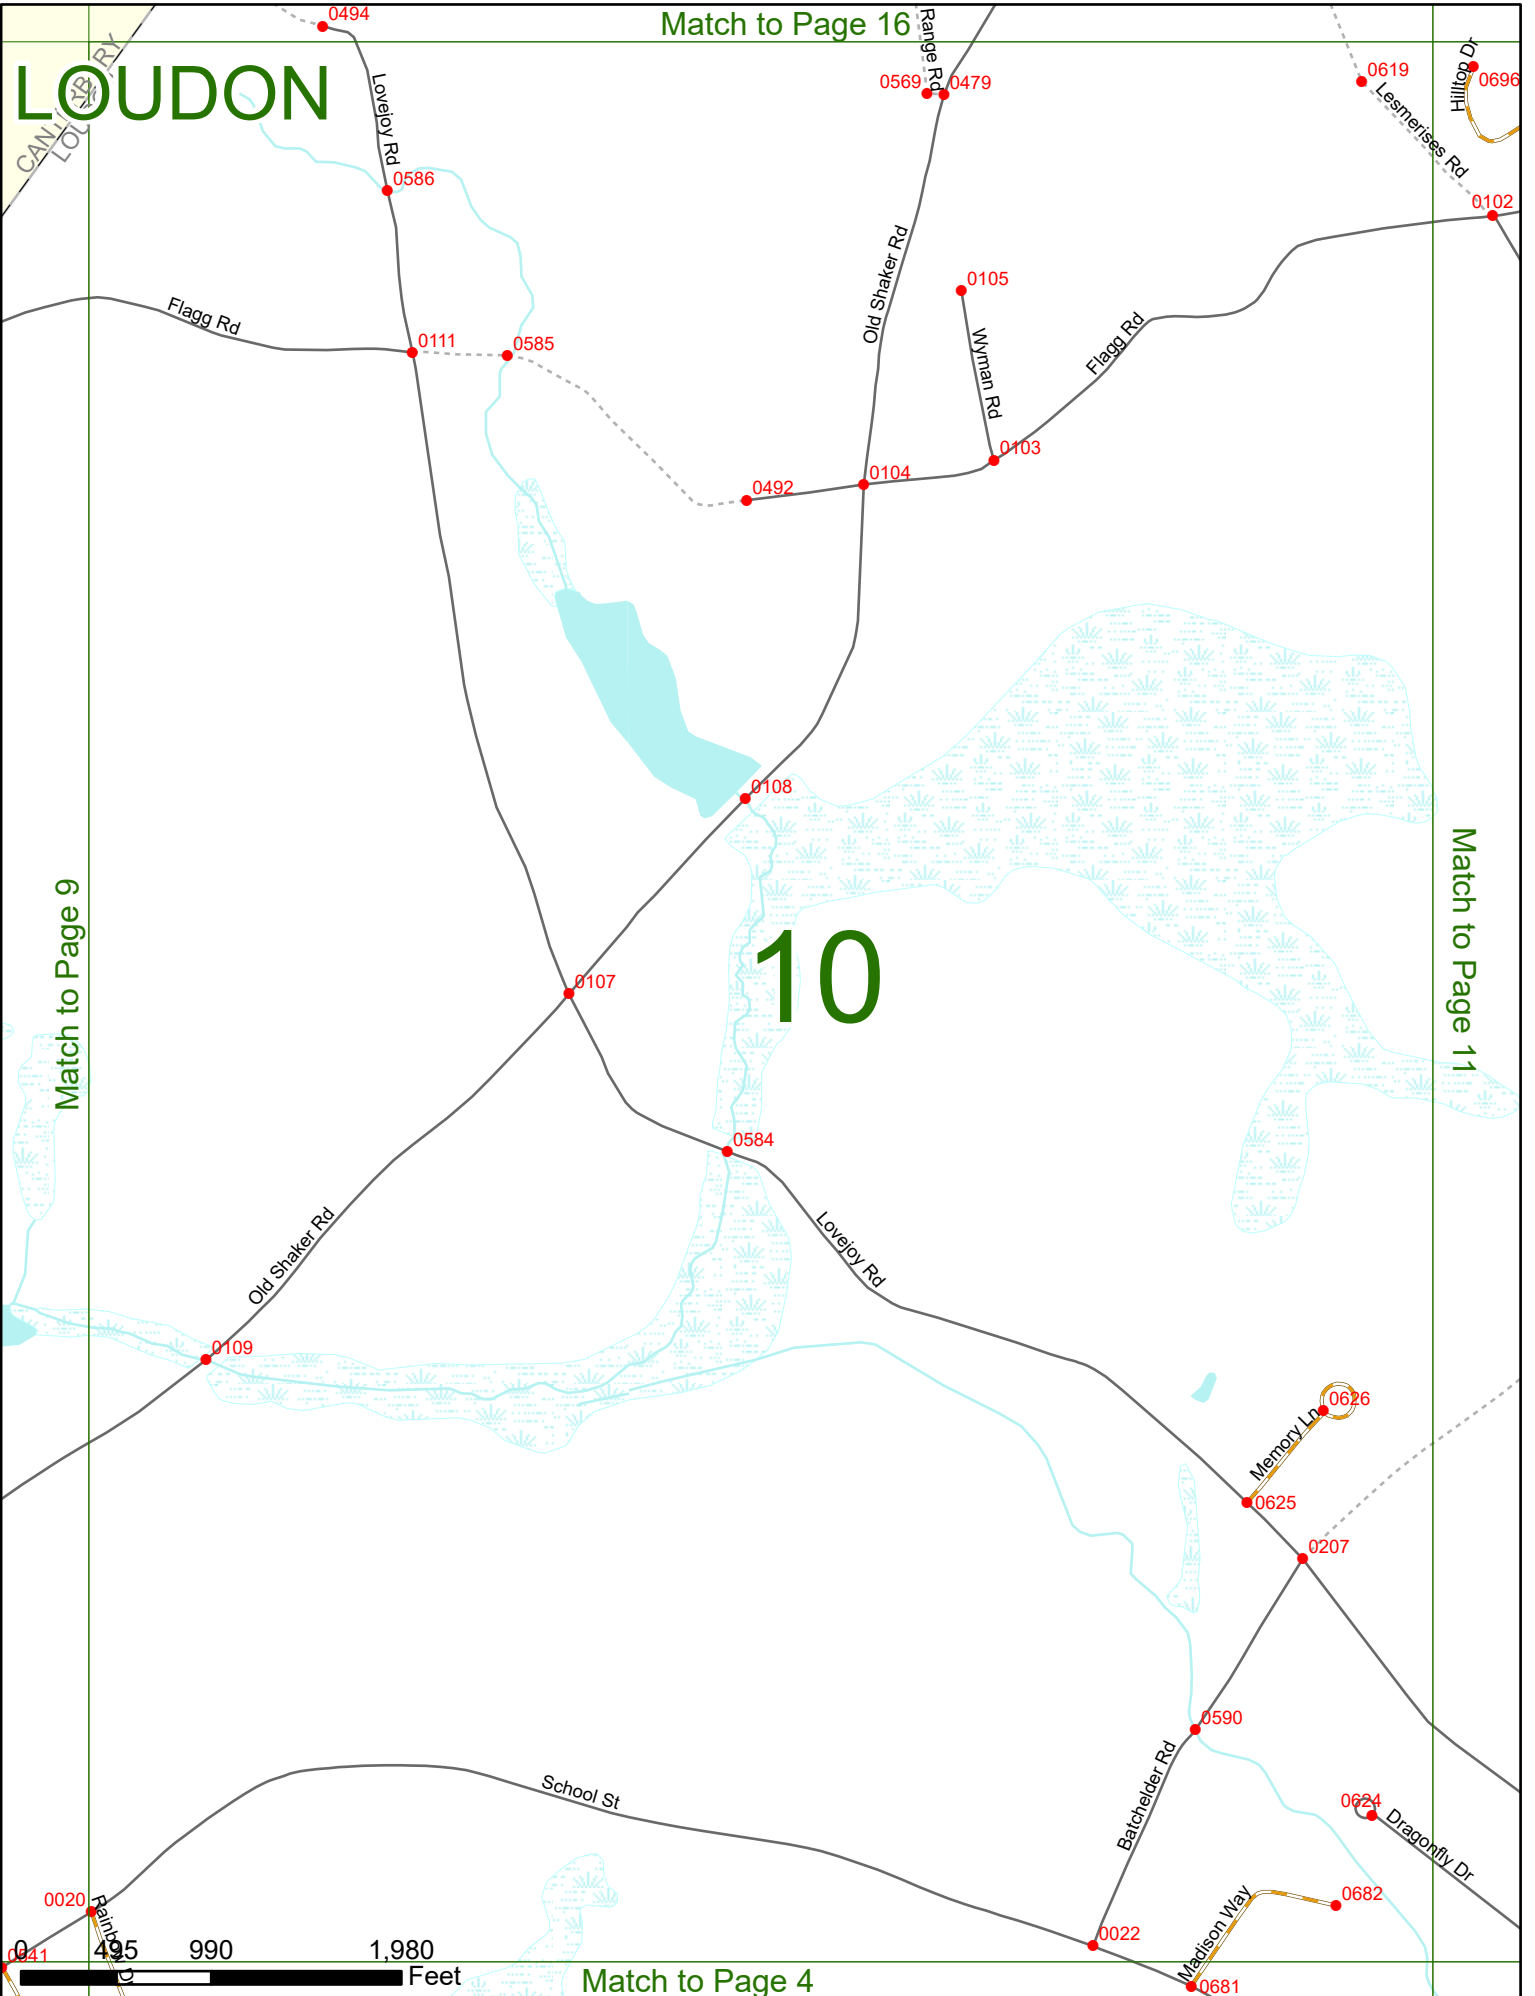 0494
Match to Page 16
Range Rd
0569
0479
0619
Hilltop Dr
0696
LOUDON
Lovejoy Rd
Lesmerises Rd
0586
0102
Old Shaker Rd
0105
Flagg Rd
0111
0585
Wyman Rd
Flagg Rd
0103
0104
0492
0108
Match to Page 9
Match to Page 11
10
0107
0584
Old Shaker Rd
Lovejoy Rd
0109
0626
Memory Ln
0625
0207
0590
Batchelder Rd
School St
0624
Dragonfly Dr
0020
Rainbow Dr
0682
Madison Way
0022
0541
0 495 990 1,980
Feet
Match to Page 4
0681